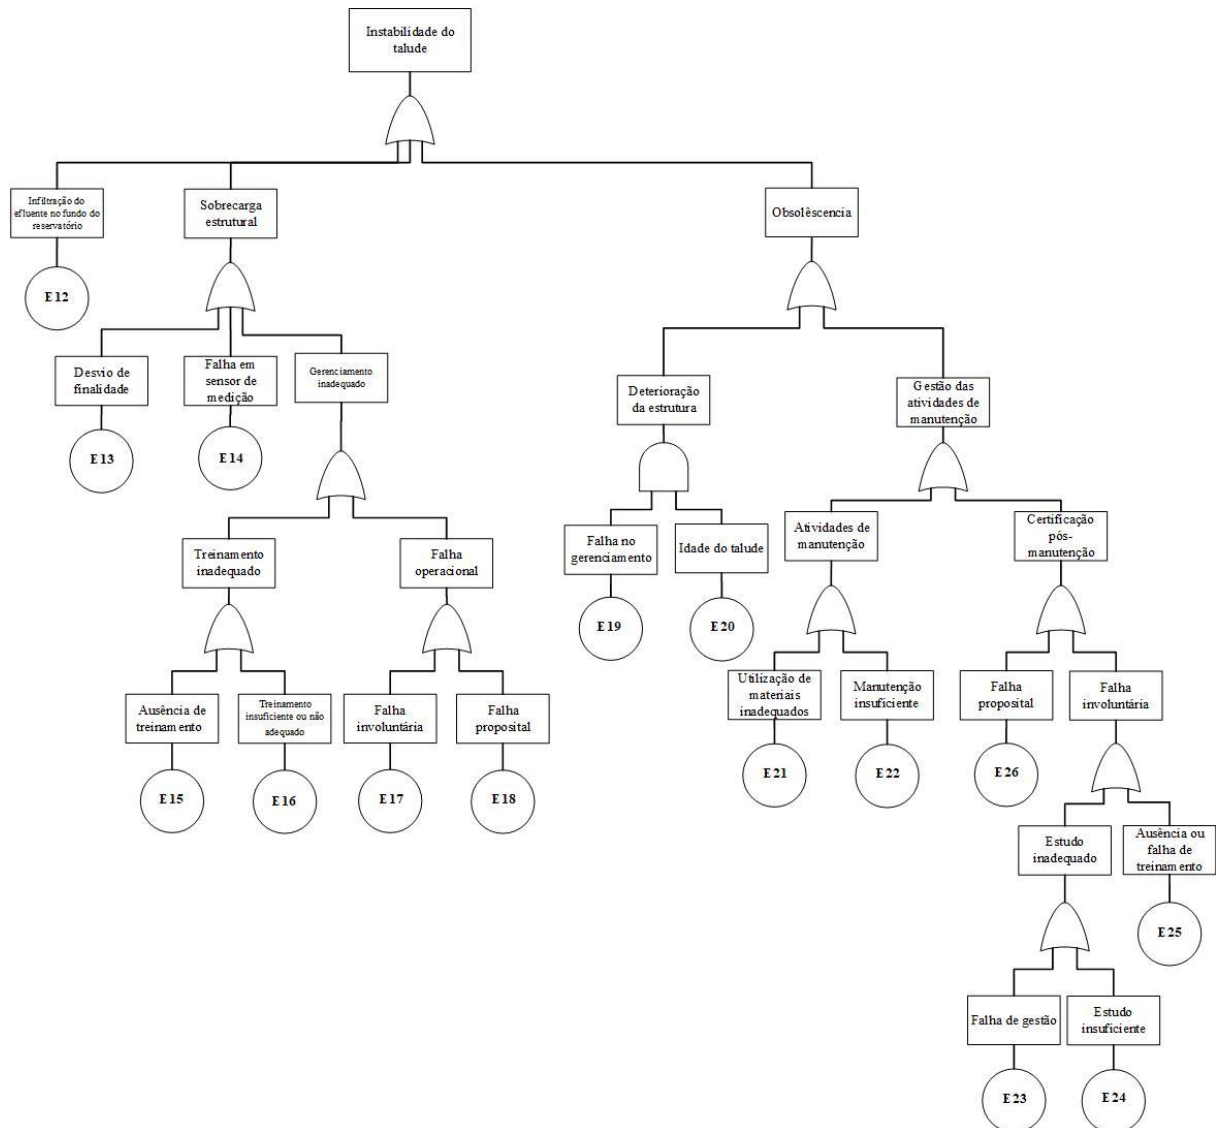 Instabilidade do
talude
Infiltração do
efluente no fundo do
reservatório
Sobrecarga
estrutural
Obsolêscencia
E12
Desvio de
finalidade
Falha em
sensor de
medição
Gerenciamento
inadequado
Deterioração
da estrutura
Gestão das
atividades de
manutenção
E13
E14
Treinamento
inadequado
Falha
operacional
Falha no
gerenciamento
Idade do talude
Atividades de
manutenção
Certificação
pós-
manutenção
E19
E20
Ausência de
treinamento
Treinamento
insuficiente ou não
adequado
Falha
involuntária
Falha
proposital
Utilização de
materiais
inadequados
Manutenção
insuficiente
Falha
proposital
Falha
involuntária
E15
E16
E17
E18
E21
E22
E26
Estudo
inadequado
Ausência ou
falha de
treinamento
E25
Falha de gestão
Estudo
insuficiente
E23
E24